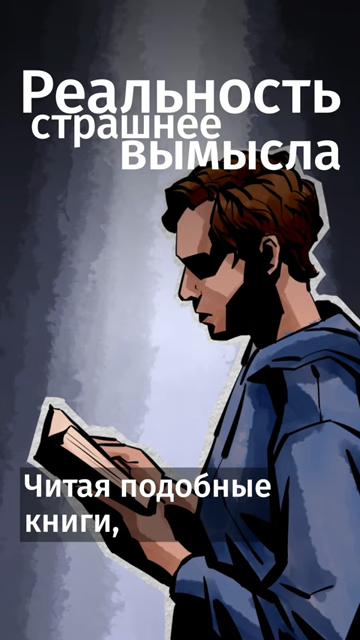 Реальность
страшнее
вымысла
Читая подобные
книги,